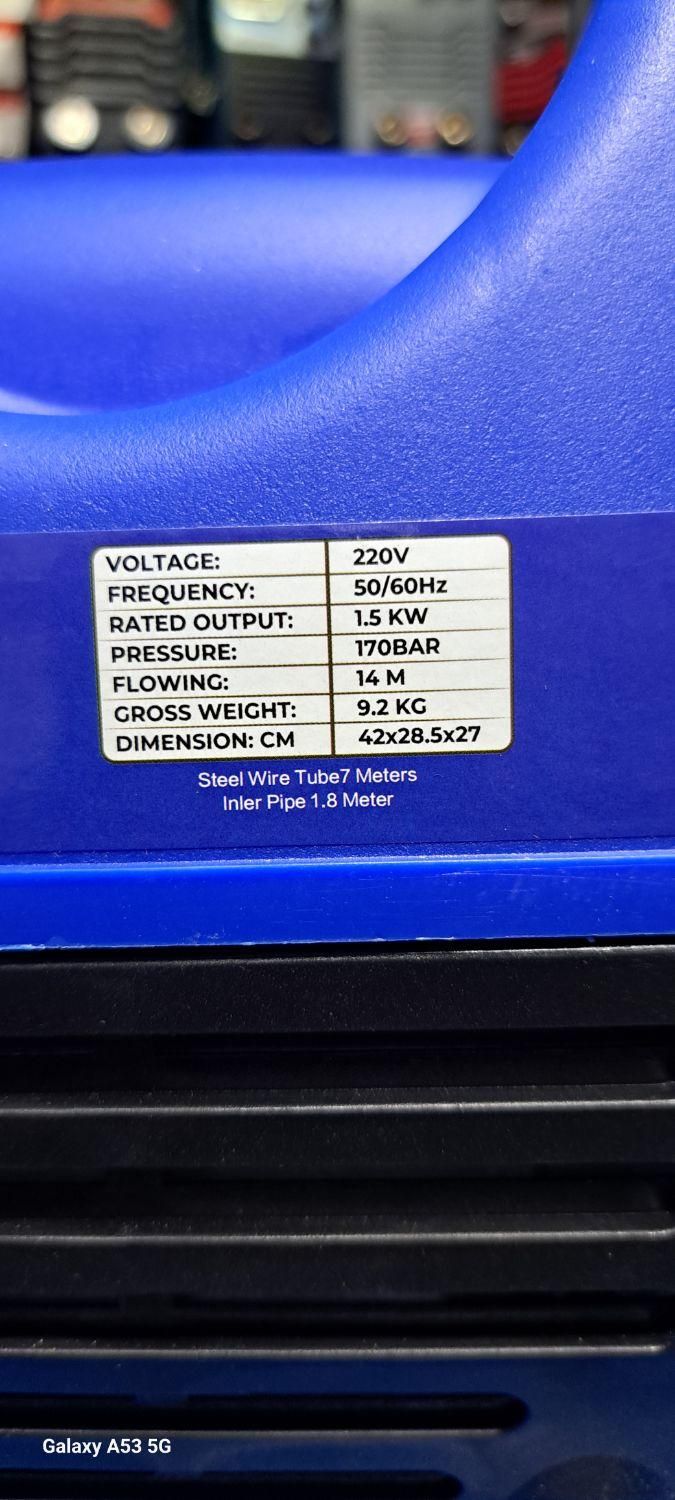 VOLTAGE: 220V
FREQUENCY: 50/60Hz
RATED OUTPUT: 1.5 KW
PRESSURE: 170BAR
FLOWING: 14 M
GROSS WEIGHT: 9.2 KG
DIMENSION: CM 42x28.5x27
Steel Wire Tube7 Meters
Inler Pipe 1.8 Meter
Galaxy A53 5G